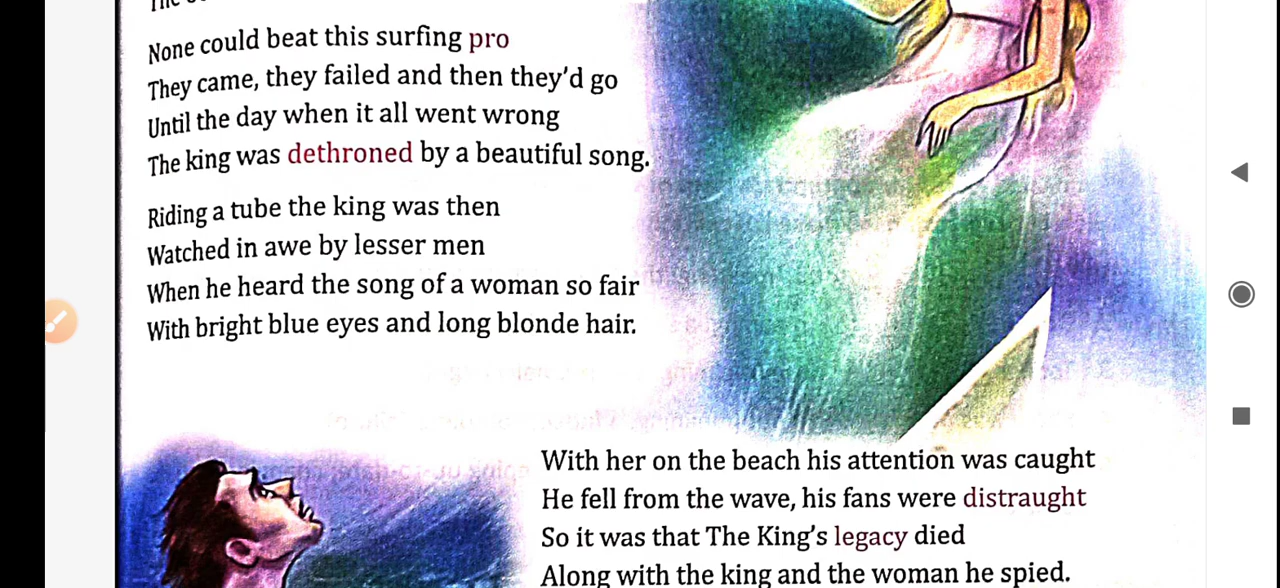 The
None could beat this surfing pro
They came, they failed and then they'd go
Until the day when it all went wrong
The king was dethroned by a beautiful song.
Riding a tube the king was then
Watched in awe by lesser men
When he heard the song of a woman so fair
With bright blue eyes and long blonde hair.
With her on the beach his attention was caught
He fell from the wave, his fans were distraught
So it was that The King's legacy died
Along with the king and the woman he spied.